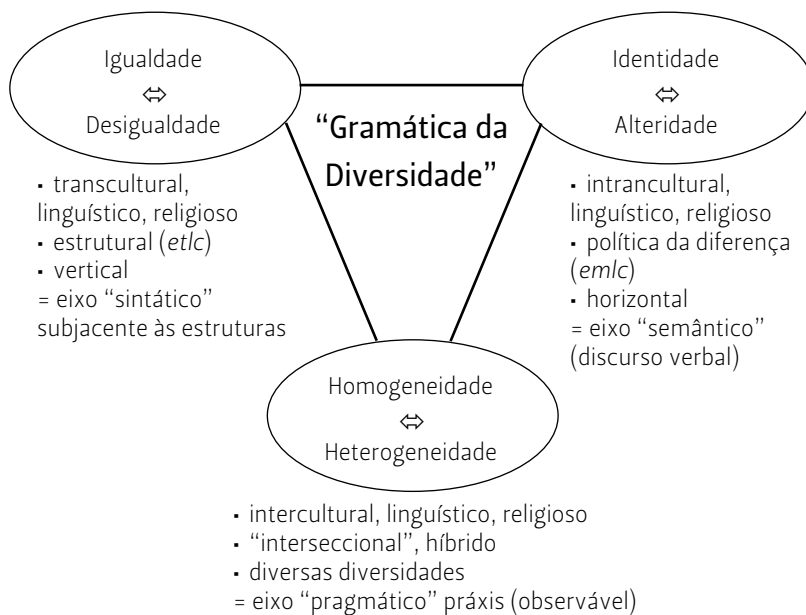 Igualdade
⇔
Desigualdade
Identidade
⇔
Alteridade
“Gramática da
Diversidade”
• transcultural,
linguístico, religioso
• estrutural (etlc)
• vertical
= eixo “sintático”
subjacente às estruturas
• intrancultural,
linguístico, religioso
• política da diferença
(emlc)
• horizontal
= eixo “semântico”
(discurso verbal)
Homogeneidade
⇔
Heterogeneidade
• intercultural, linguístico, religioso
• “interseccional”, híbrido
• diversas diversidades
= eixo “pragmático” práxis (observável)